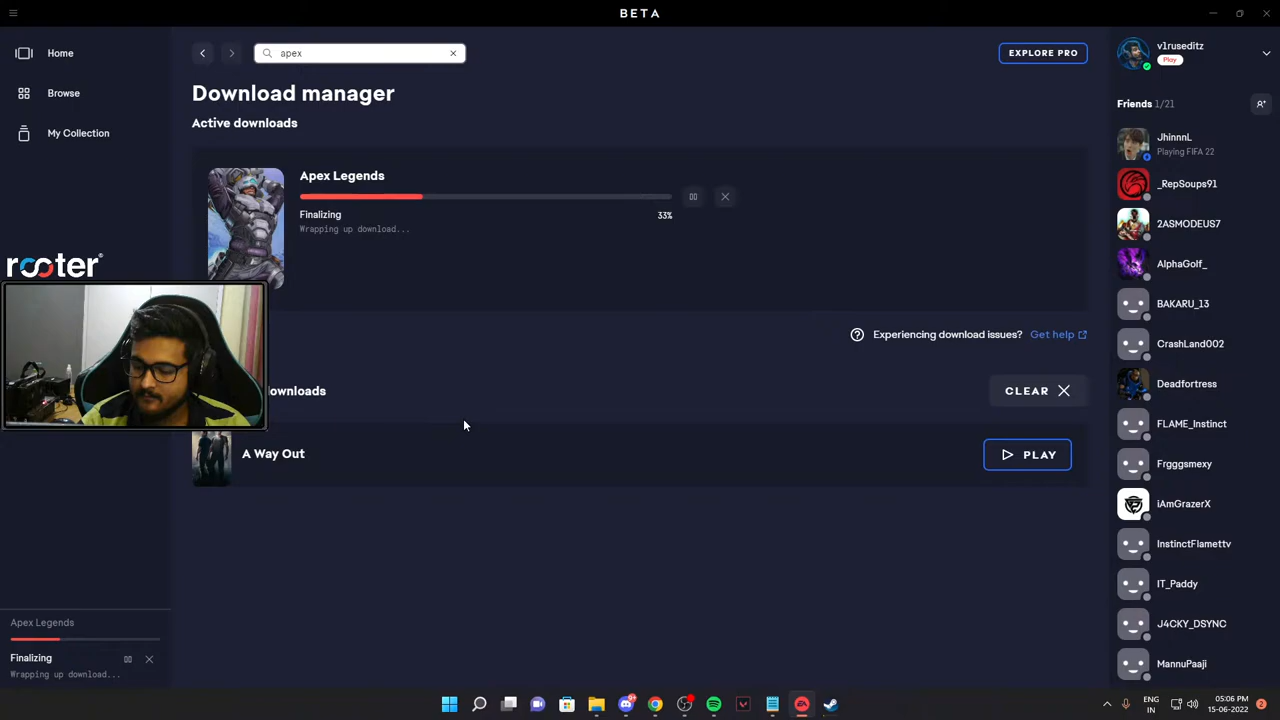 BETA
Home
Browse
My Collection
apex
EXPLORE PRO
v1ruseditz
Play
Download manager
Active downloads
Apex Legends
Finalizing
33%
Wrapping up download...
rooter®
Experiencing download issues?
Get help
ownloads
CLEAR
A Way Out
PLAY
Friends 1/21
JhinnnL
Playing FIFA 22
_RepSoups91
2ASMODEUS7
AlphaGolf_
BAKARU_13
CrashLand002
Deadfortress
FLAME_Instinct
Frgggsmexy
iAmGrazerX
InstinctFlamettv
IT_Paddy
J4CKY_DSYNC
MannuPaaji
Apex Legends
Finalizing
Wrapping up download...
EA
ENG
IN
05:06 PM
15-06-2022
2